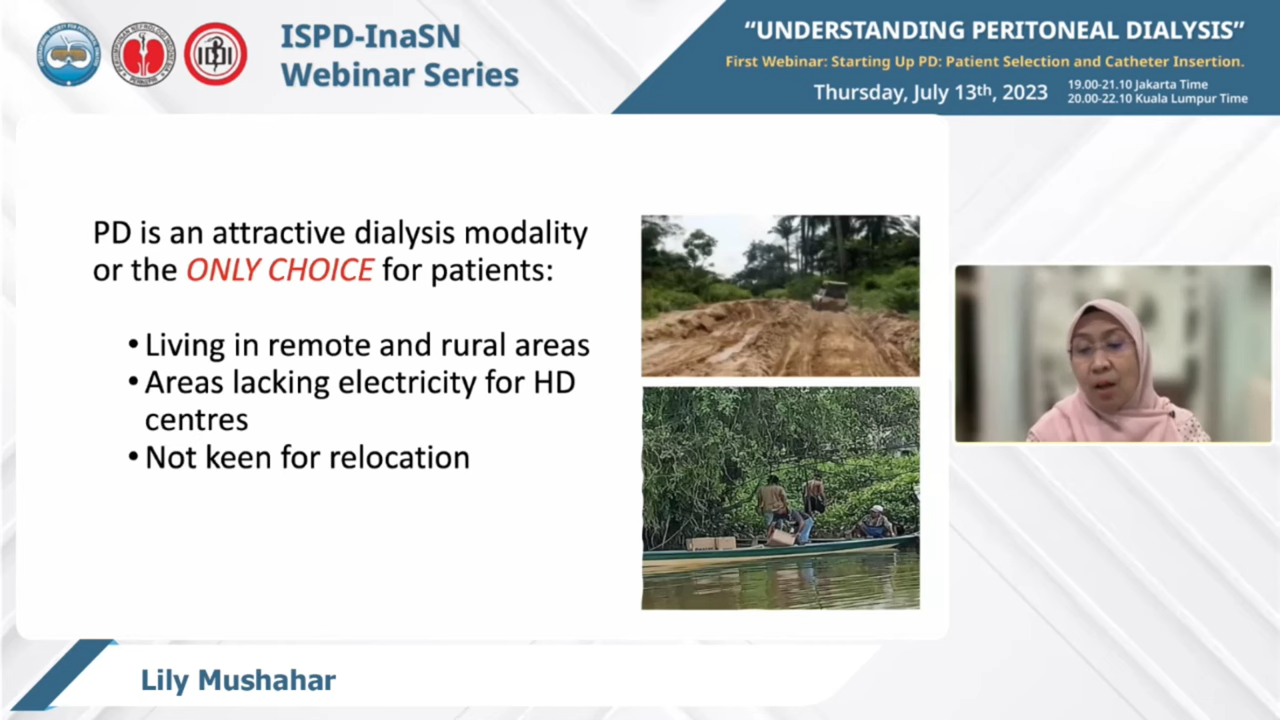 ISPD-InaSN
Webinar Series
“UNDERSTANDING PERITONEAL DIALYSIS”
First Webinar: Starting Up PD: Patient Selection and Catheter Insertion.
Thursday, July 13th, 2023
19.00-21.10 Jakarta Time
20.00-22.10 Kuala Lumpur Time
PD is an attractive dialysis modality
or the ONLY CHOICE for patients:
• Living in remote and rural areas
• Areas lacking electricity for HD
centres
• Not keen for relocation
Lily Mushahar